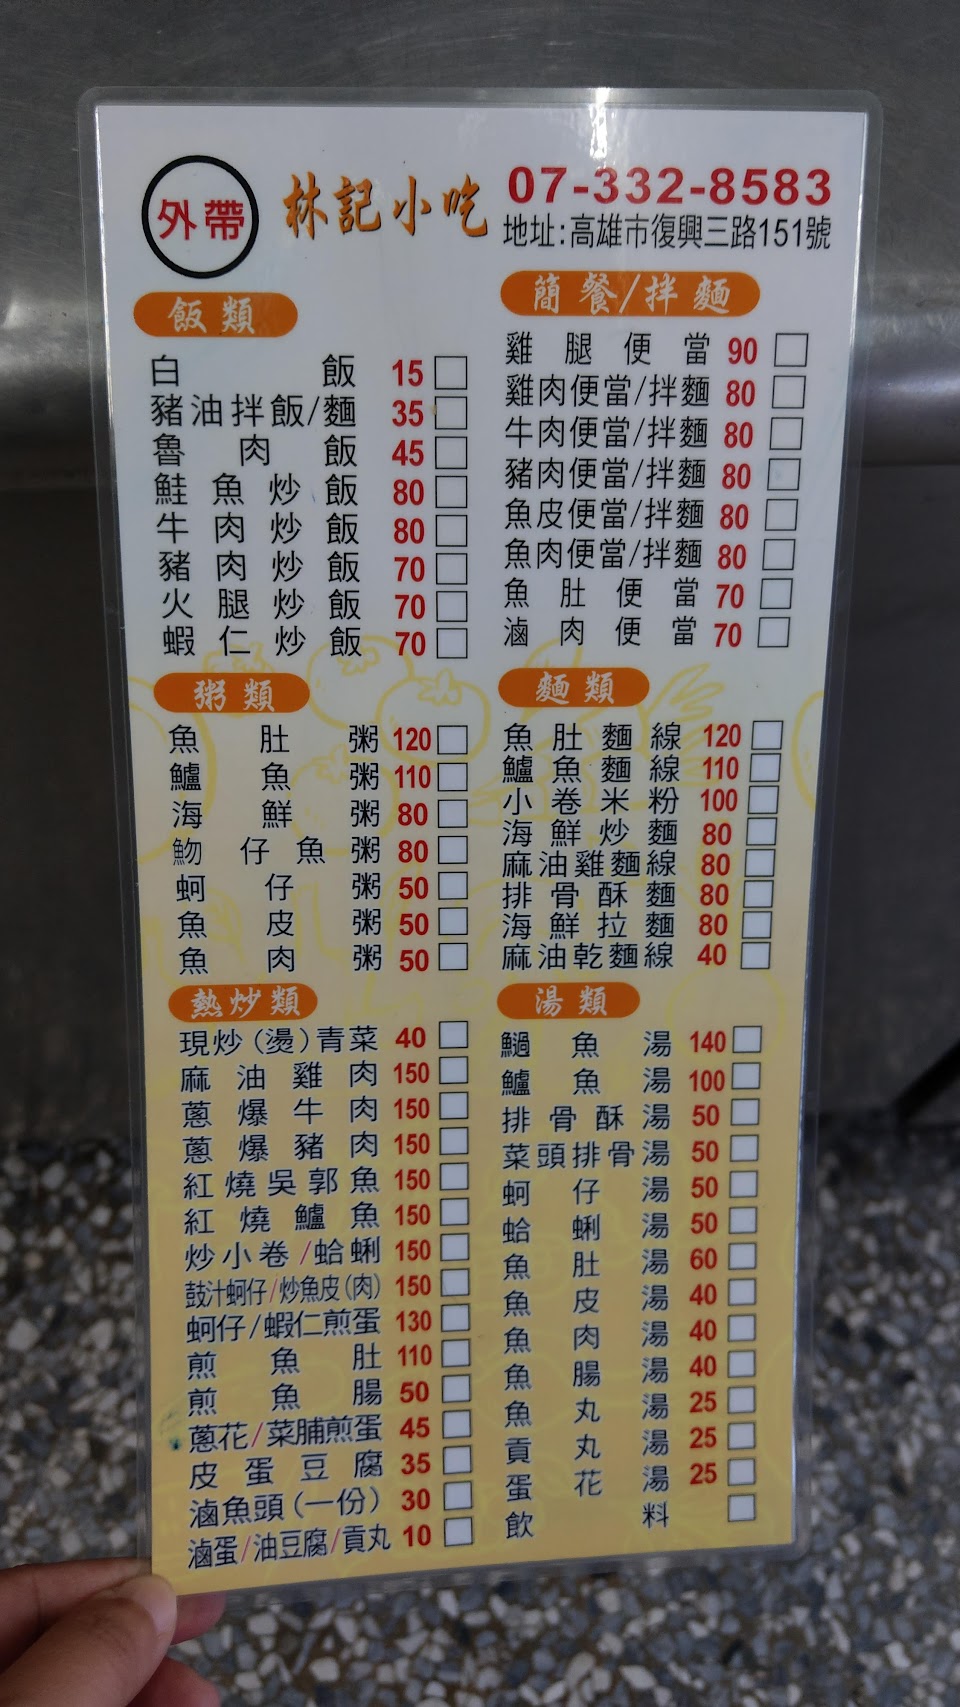 外帶
林記小吃
07-332-8583
地址:高雄市復興三路151號
飯類
白飯 15
豬油拌飯/麵 35
魯肉飯 45
鮭魚炒飯 80
牛肉炒飯 80
豬肉炒飯 70
火腿炒飯 70
蝦仁炒飯 70
粥類
魚肚粥 120
鱸魚粥 110
海鮮粥 80
魩仔魚粥 80
蚵仔粥 50
魚皮粥 50
魚肉粥 50
熱炒類
現炒(燙)青菜 40
麻油雞肉 150
蔥爆牛肉 150
蔥爆豬肉 150
紅燒吳郭魚 150
紅燒鱸魚 150
炒小卷/蛤蜊 150
鼓汁蚵仔/炒魚皮(肉) 150
蚵仔/蝦仁煎蛋 130
煎魚肚 110
煎魚腸 50
蔥花/菜脯煎蛋 45
皮蛋豆腐 35
滷魚頭(一份) 30
滷蛋/油豆腐/貢丸 10
簡餐/拌麵
雞腿便當 90
雞肉便當/拌麵 80
牛肉便當/拌麵 80
豬肉便當/拌麵 80
魚皮便當/拌麵 80
魚肉便當/拌麵 80
魚肚便當 70
滷肉便當 70
麵類
魚肚麵線 120
鱸魚麵線 110
小卷米粉 100
海鮮炒麵 80
麻油雞麵線 80
排骨酥麵 80
海鮮拉麵 80
麻油乾麵線 40
湯類
鯃魚湯 140
鱸魚湯 100
排骨酥湯 50
菜頭排骨湯 50
蚵仔湯 50
蛤蜊湯 50
魚肚湯 60
魚皮湯 40
魚肉湯 40
魚腸湯 40
魚丸湯 25
貢丸湯 25
蛋花湯 25
飲料